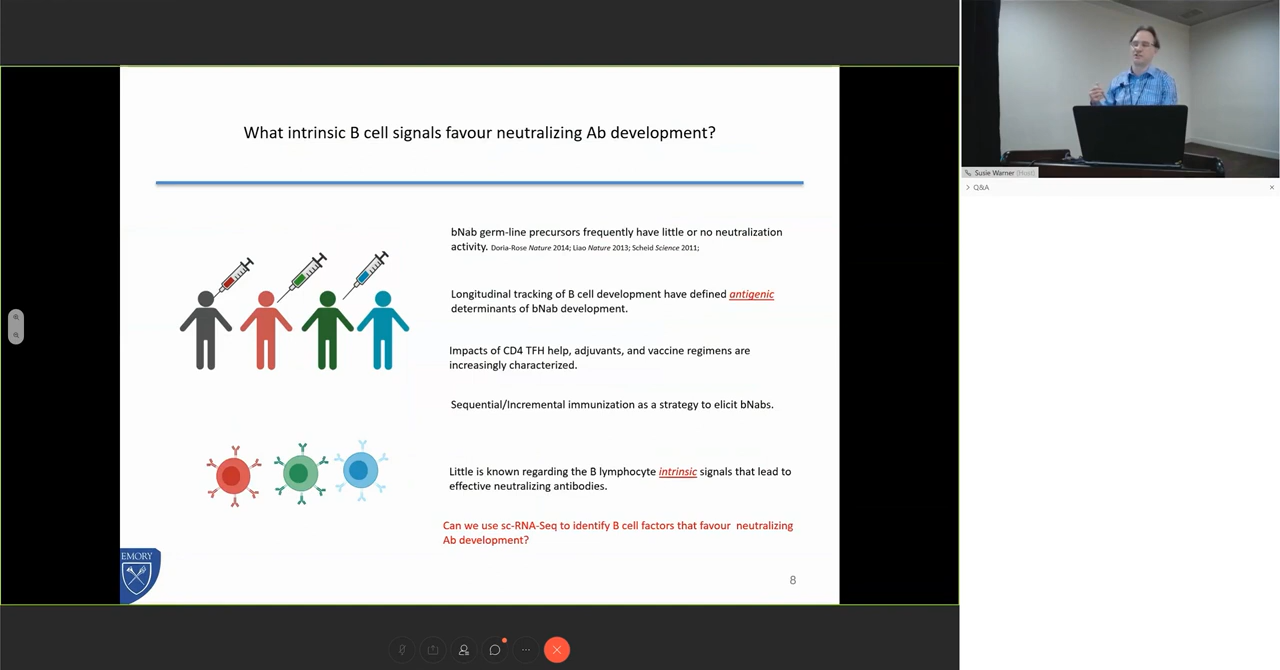 What intrinsic B cell signals favour neutralizing Ab development?
bNab germ-line precursors frequently have little or no neutralization
activity. Doria-Rose Nature 2014; Liao Nature 2013; Scheid Science 2011;
Longitudinal tracking of B cell development have defined antigenic
determinants of bNab development.
Impacts of CD4 TFH help, adjuvants, and vaccine regimens are
increasingly characterized.
Sequential/Incremental immunization as a strategy to elicit bNabs.
Little is known regarding the B lymphocyte intrinsic signals that lead to
effective neutralizing antibodies.
Can we use sc-RNA-Seq to identify B cell factors that favour neutralizing
Ab development?
EMORY
8
Susie Warner (Host)
Q&A